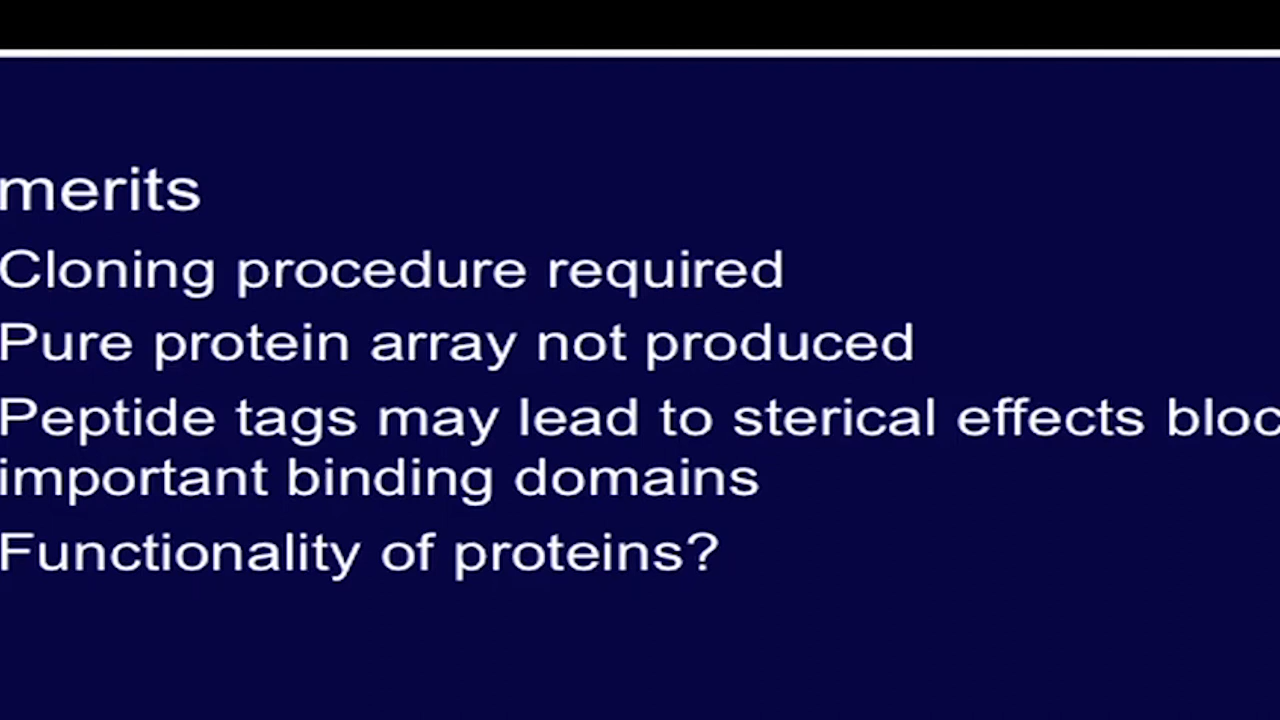 merits
Cloning procedure required
Pure protein array not produced
Peptide tags may lead to sterical effects bloc
important binding domains
Functionality of proteins?